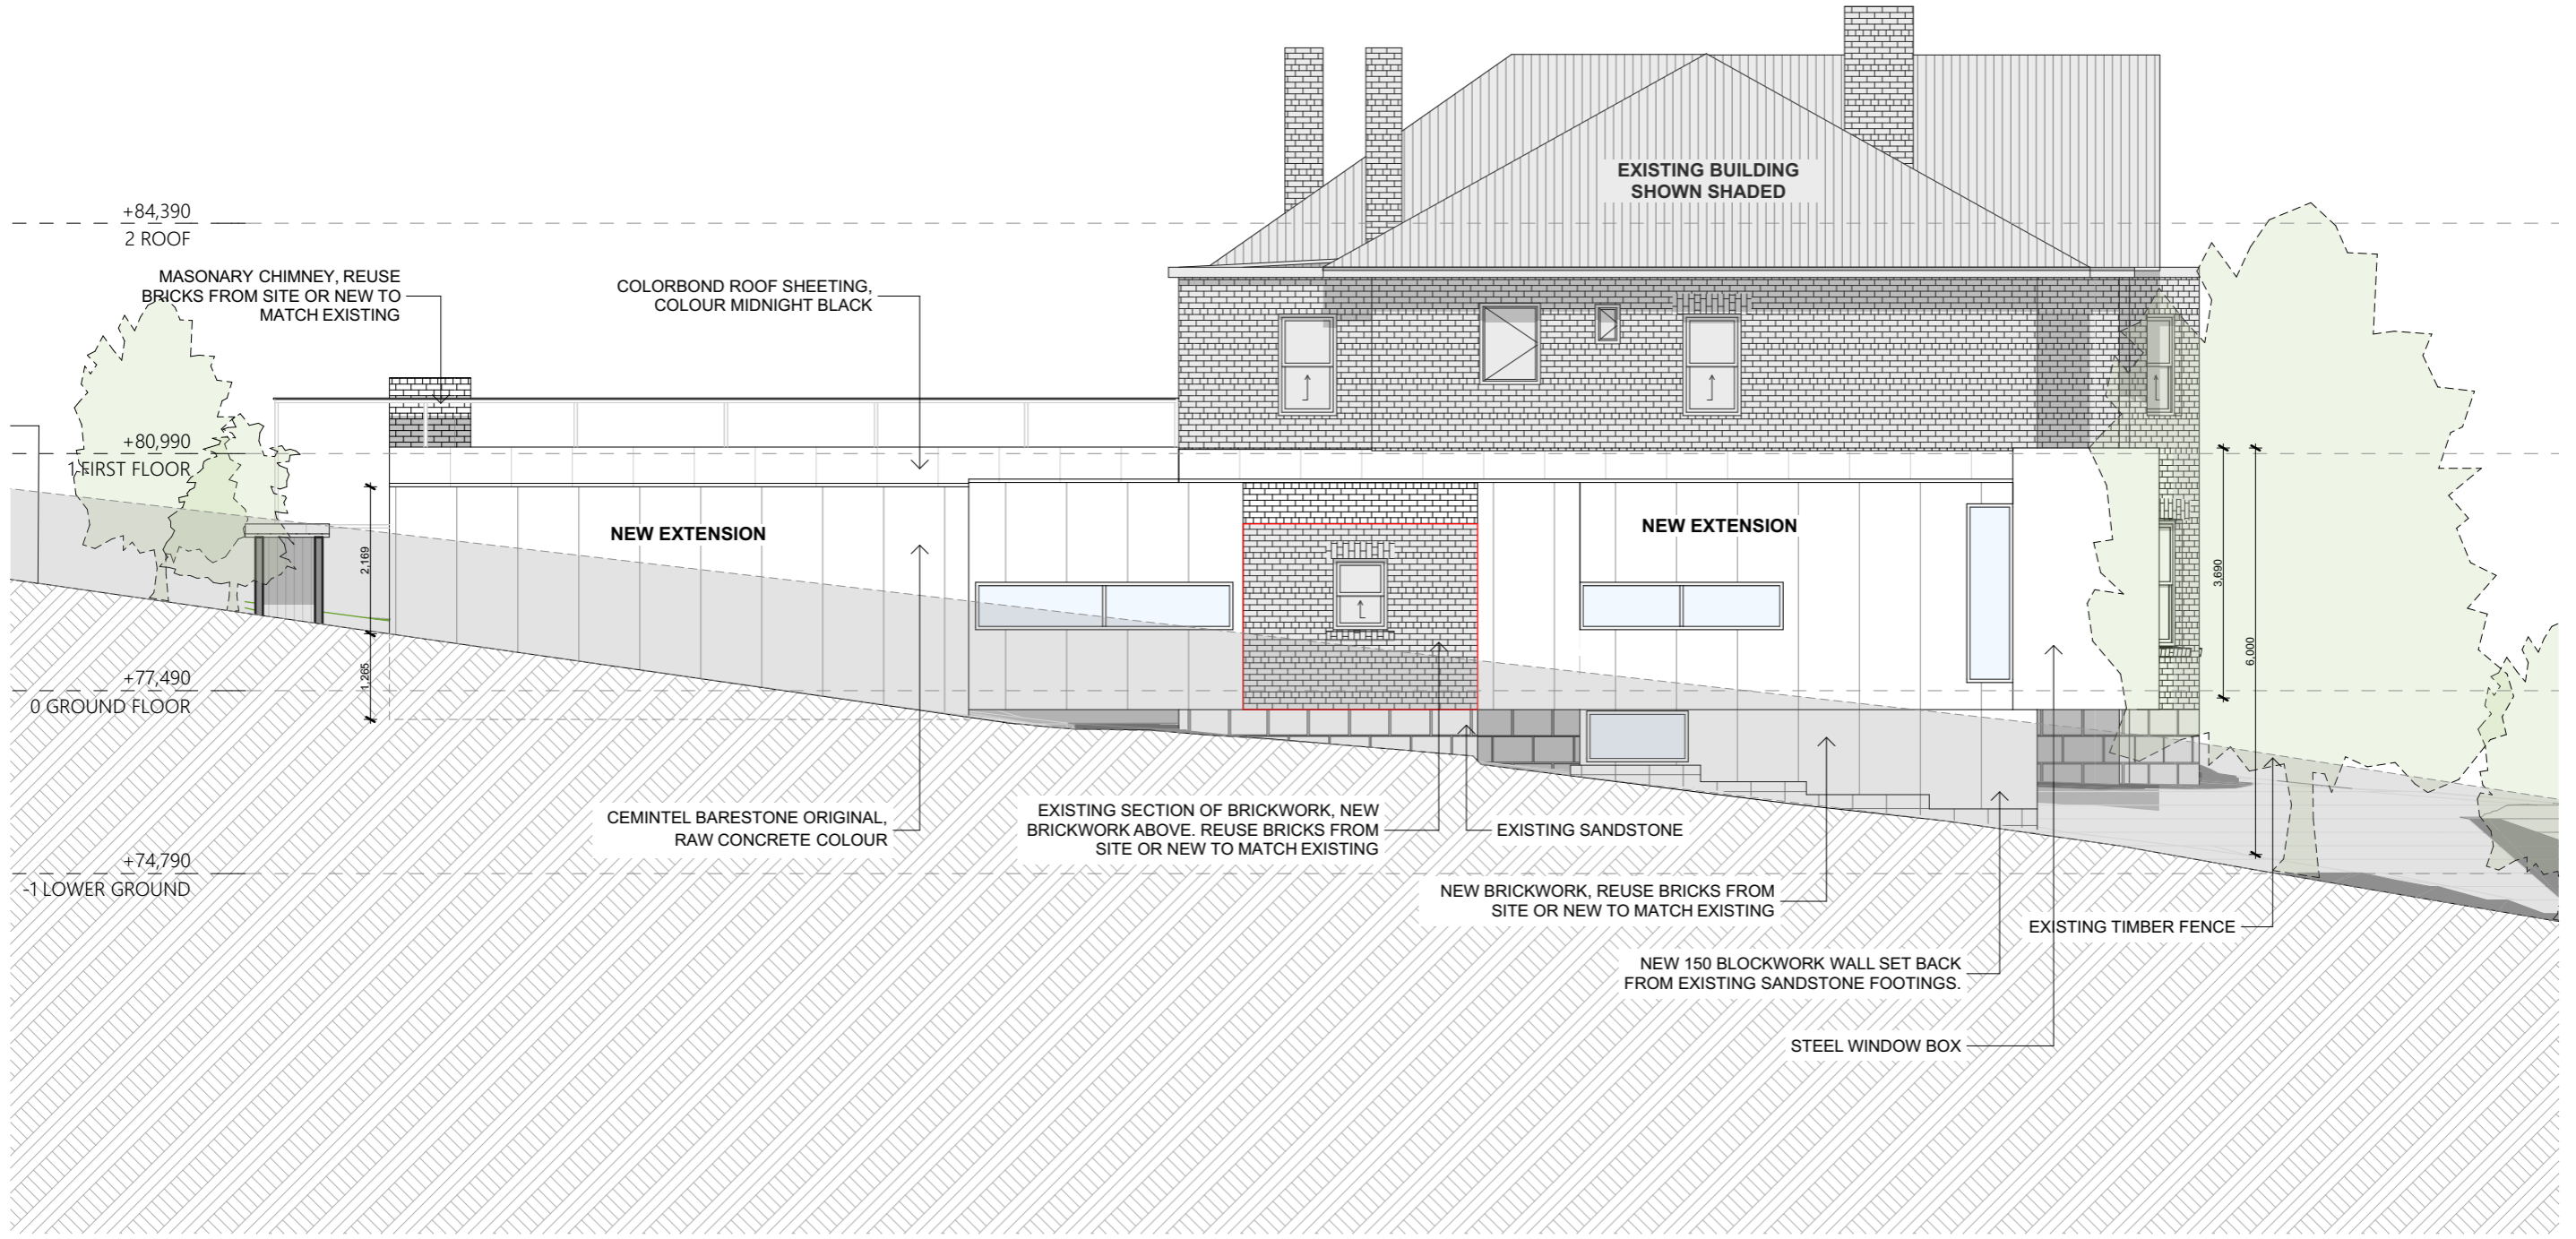 EXISTING BUILDING
SHOWN SHADED
+84,390
2 ROOF
MASONARY CHIMNEY, REUSE
BRICKS FROM SITE OR NEW TO
MATCH EXISTING
COLORBOND ROOF SHEETING,
COLOUR MIDNIGHT BLACK
+80,990
1 FIRST FLOOR
NEW EXTENSION
NEW EXTENSION
2,169
3,690
6,000
1,265
+77,490
0 GROUND FLOOR
CEMINTEL BARESTONE ORIGINAL,
RAW CONCRETE COLOUR
EXISTING SECTION OF BRICKWORK, NEW
BRICKWORK ABOVE. REUSE BRICKS FROM
SITE OR NEW TO MATCH EXISTING
EXISTING SANDSTONE
+74,790
-1 LOWER GROUND
NEW BRICKWORK, REUSE BRICKS FROM
SITE OR NEW TO MATCH EXISTING
EXISTING TIMBER FENCE
NEW 150 BLOCKWORK WALL SET BACK
FROM EXISTING SANDSTONE FOOTINGS.
STEEL WINDOW BOX